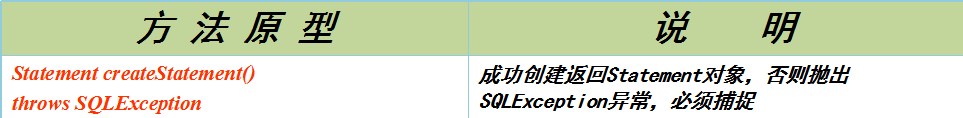 方 法 原 型
说 明
Statement createStatement()
throws SQLException
成功创建返回Statement对象，否则抛出
SQLException异常，必须捕捉